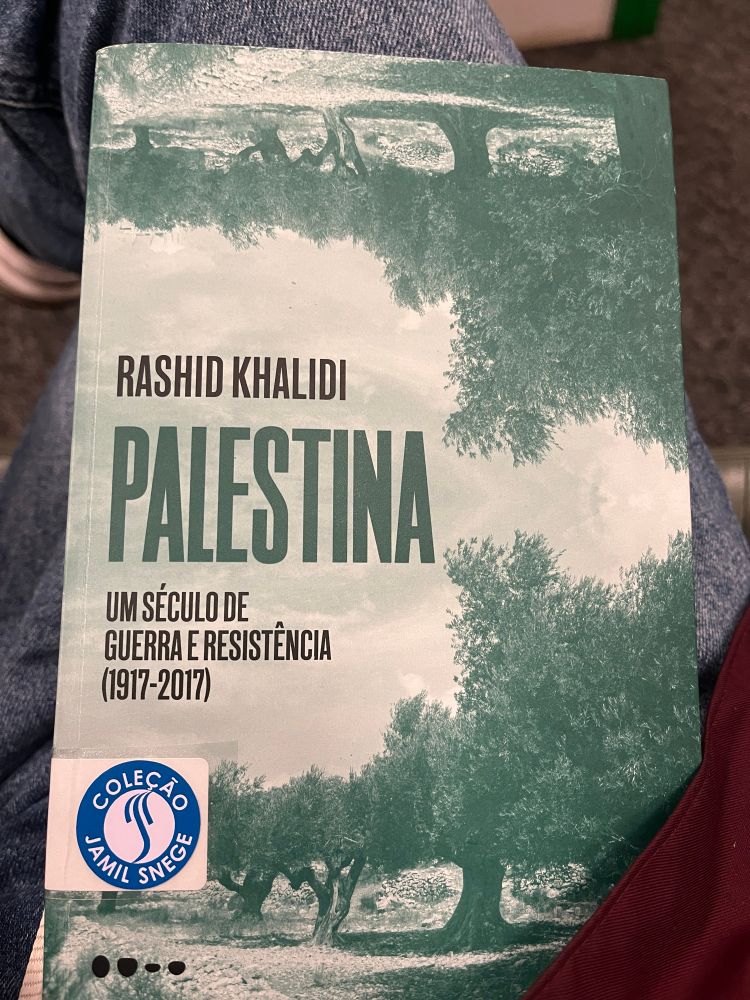 RASHID KHALIDI
PALESTINA
UM SÉCULO DE
GUERRA E RESISTÊNCIA
(1917-2017)
COLEÇÃO
JAMIL SNEGE